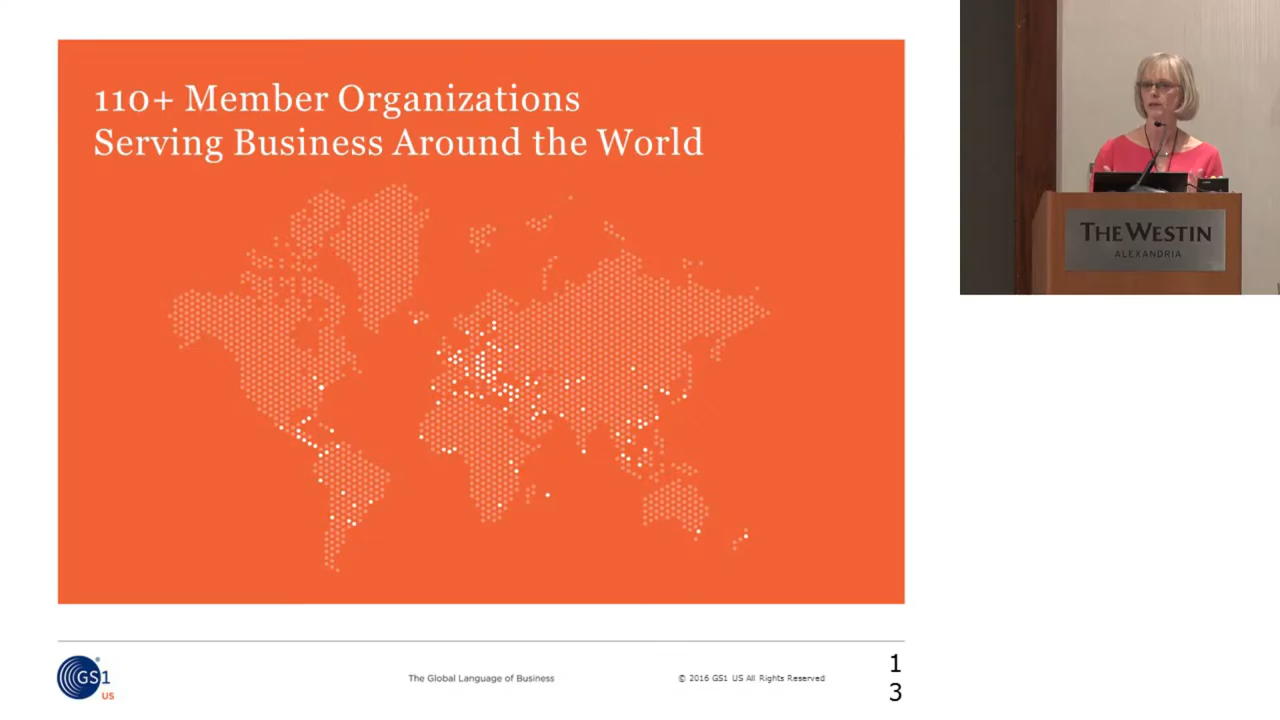 110+ Member Organizations
Serving Business Around the World
THE WESTIN
ALEXANDRIA
GS1
US
The Global Language of Business
© 2016 GS1 US All Rights Reserved
1
3